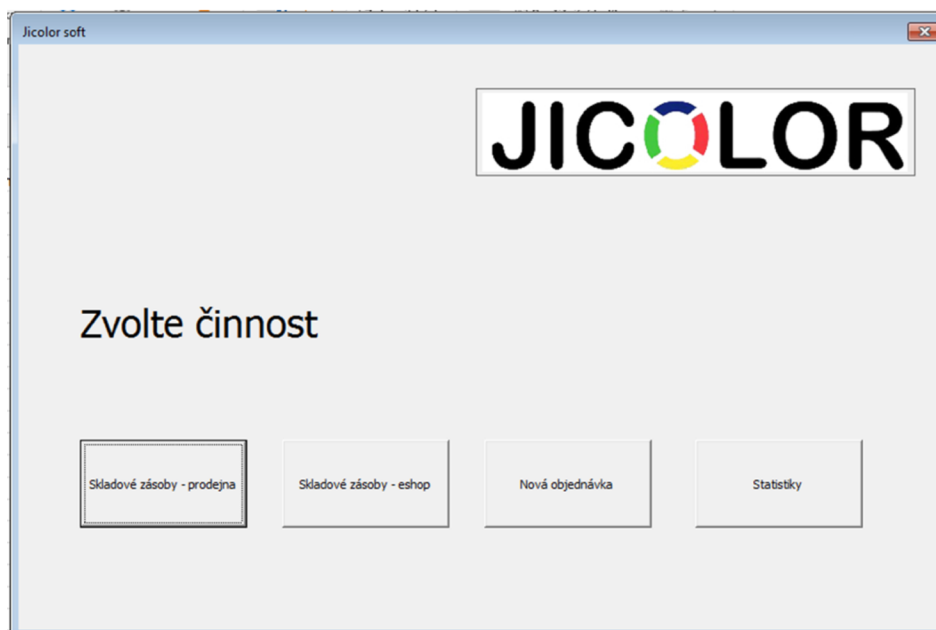 Jicolor soft
JICOLOR
Zvolte činnost
Skladové zásoby - prodejna
Skladové zásoby - eshop
Nová objednávka
Statistiky